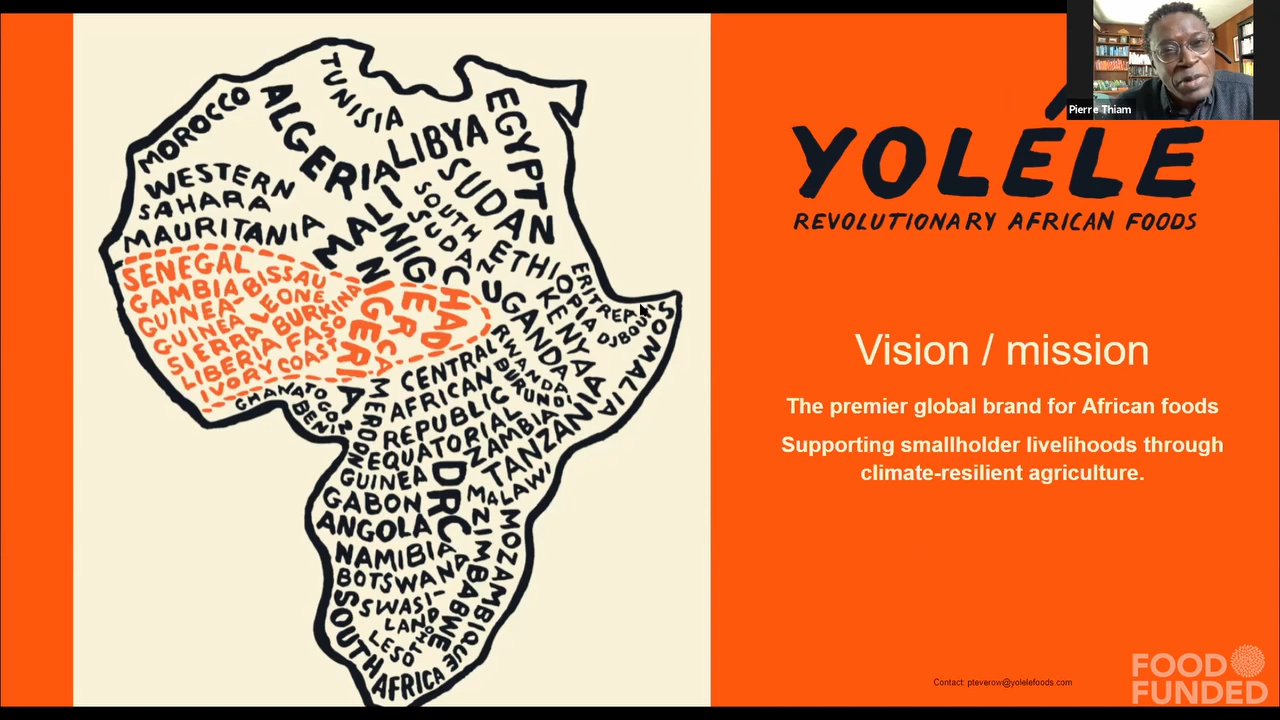 TUNISIA
MOROCCO
ALGERIA
LIBYA
EGYPT
WESTERN
SAHARA
MAURITANIA
MALI
NIGER
SOUTH
SUDAN
SUDAN
CHAD
ETHIOPIA
ERITREA
DJBOUTI
SOMALIA
SENEGAL
GAMBIA
GUINEA-BISSAU
GUINEA
SIERRA LEONE
LIBERIA
BURKINA
FASO
IVORY COAST
NIGERIA
GHANA
TOGO
BENIN
CAMEROON
CENTRAL
AFRICAN
REPUBLIC
UGANDA
KENYA
RWANDA
BURUNDI
TANZANIA
EQUATORIAL
GUINEA
GABON
DRC
ZAMBIA
MALAWI
ANGOLA
NAMIBIA
BOTSWANA
ZIMBABWE
MOZAMBIQUE
SWASI-
LAND
LESOTHO
SOUTH AFRICA
Pierre Thiam
YOLÉLÉ
REVOLUTIONARY AFRICAN FOODS
Vision / mission
The premier global brand for African foods
Supporting smallholder livelihoods through
climate-resilient agriculture.
Contact: pteverow@yolelefoods.com
FOOD
FUNDED